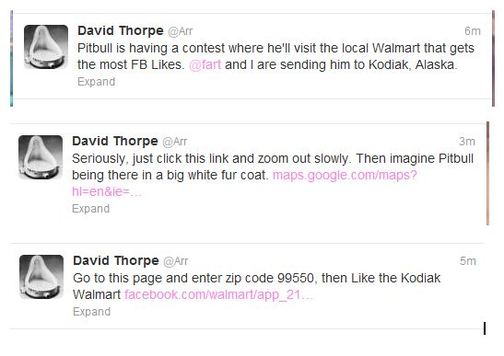 David Thorpe @Arr 6m
Pitbull is having a contest where he'll visit the local Walmart that gets
the most FB Likes. @fart and I are sending him to Kodiak, Alaska.
Expand
David Thorpe @Arr 3m
Seriously, just click this link and zoom out slowly. Then imagine Pitbull
being there in a big white fur coat. maps.google.com/maps?
hl=en&ie=...
Expand
David Thorpe @Arr 5m
Go to this page and enter zip code 99550, then Like the Kodiak
Walmart facebook.com/walmart/app_21...
Expand